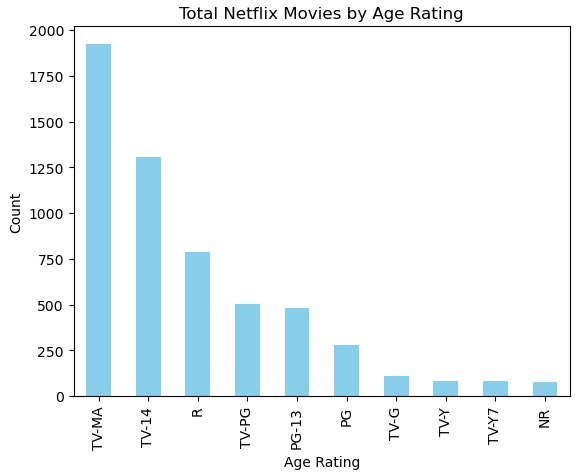 Total Netflix Movies by Age Rating
2000
1750
1500
1250
1000
750
500
250
0
Count
TV-MA
TV-14
R
TV-PG
PG-13
PG
TV-G
TV-Y
TV-Y7
NR
Age Rating